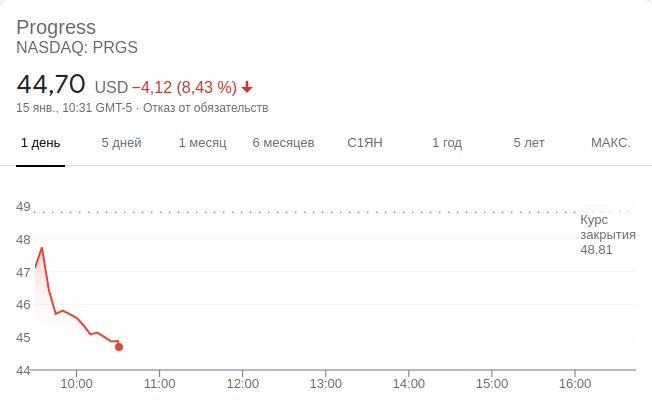 Progress
NASDAQ: PRGS
44,70 USD −4,12 (8,43 %)
15 янв., 10:31 GMT-5 · Отказ от обязательств
1 день 5 дней 1 месяц 6 месяцев С1ЯН 1 год 5 лет МАКС.
49
Курс
закрытия
48,81
48
47
46
45
44
10:00 11:00 12:00 13:00 14:00 15:00 16:00